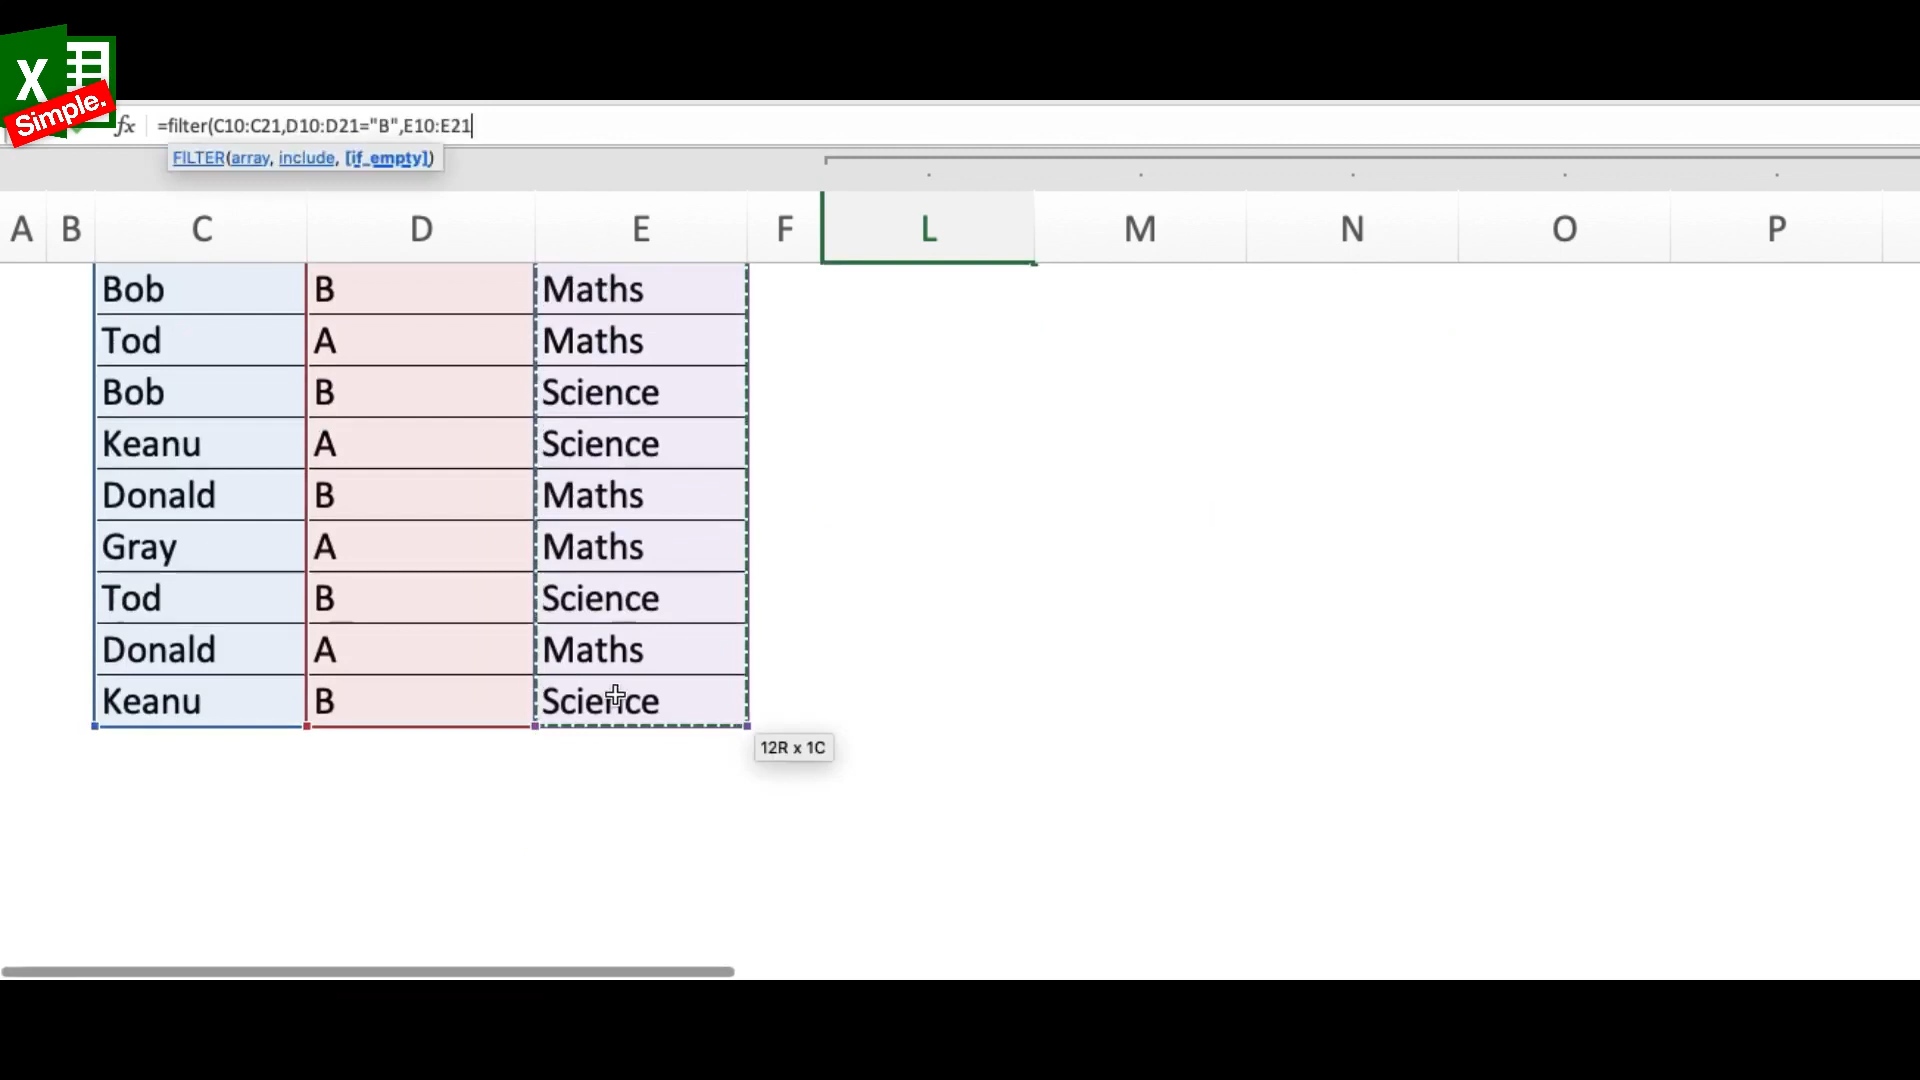 X
Simple.
fx =filter(C10:C21,D10:D21="B",E10:E21
FILTER(array, include, [if_empty])
A B C D E F L M N O P
Bob B Maths
Tod A Maths
Bob B Science
Keanu A Science
Donald B Maths
Gray A Maths
Tod B Science
Donald A Maths
Keanu B Science
12R x 1C